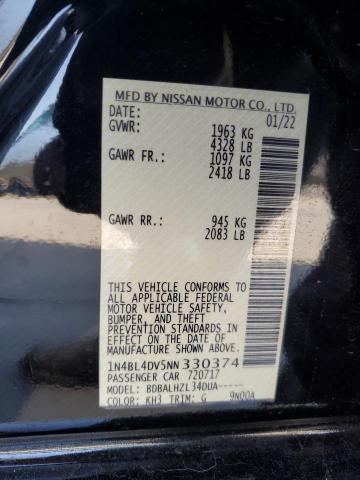 MFD BY NISSAN MOTOR CO., LTD.
DATE: 01/22
GVWR: 1963 KG
4328 LB
GAWR FR.: 1097 KG
2418 LB
GAWR RR.: 945 KG
2083 LB
THIS VEHICLE CONFORMS TO
ALL APPLICABLE FEDERAL
MOTOR VEHICLE SAFETY,
BUMPER, AND THEFT
PREVENTION STANDARDS IN
EFFECT ON THE DATE OF
MANUFACTURE SHOWN ABOVE.
1N4BL4DV5NN330374
PASSENGER CAR 720717
BDBALHZL34DUA-----
COLOR: KH3 TRIM: G 9N00A